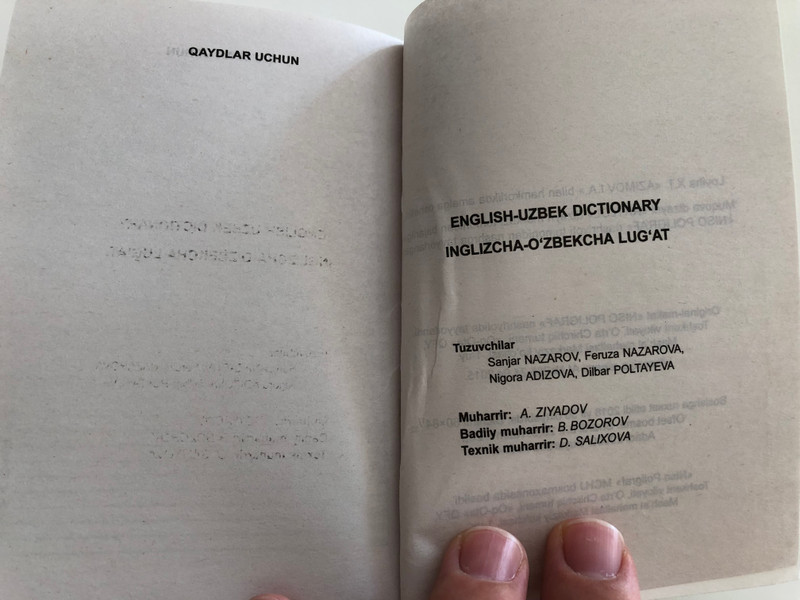 QAYDLAR UCHUN
ENGLISH-UZBEK DICTIONARY
INGLIZCHA-O‘ZBEKCHA LUG‘AT
Tuzuvchilar
Sanjar NAZAROV, Feruza NAZAROVA,
Nigora ADIZOVA, Dilbar POLTAYEVA
Muharrir: A. ZIYADOV
Badiiy muharrir: B.BOZOROV
Texnik muharrir: D. SALIXOVA